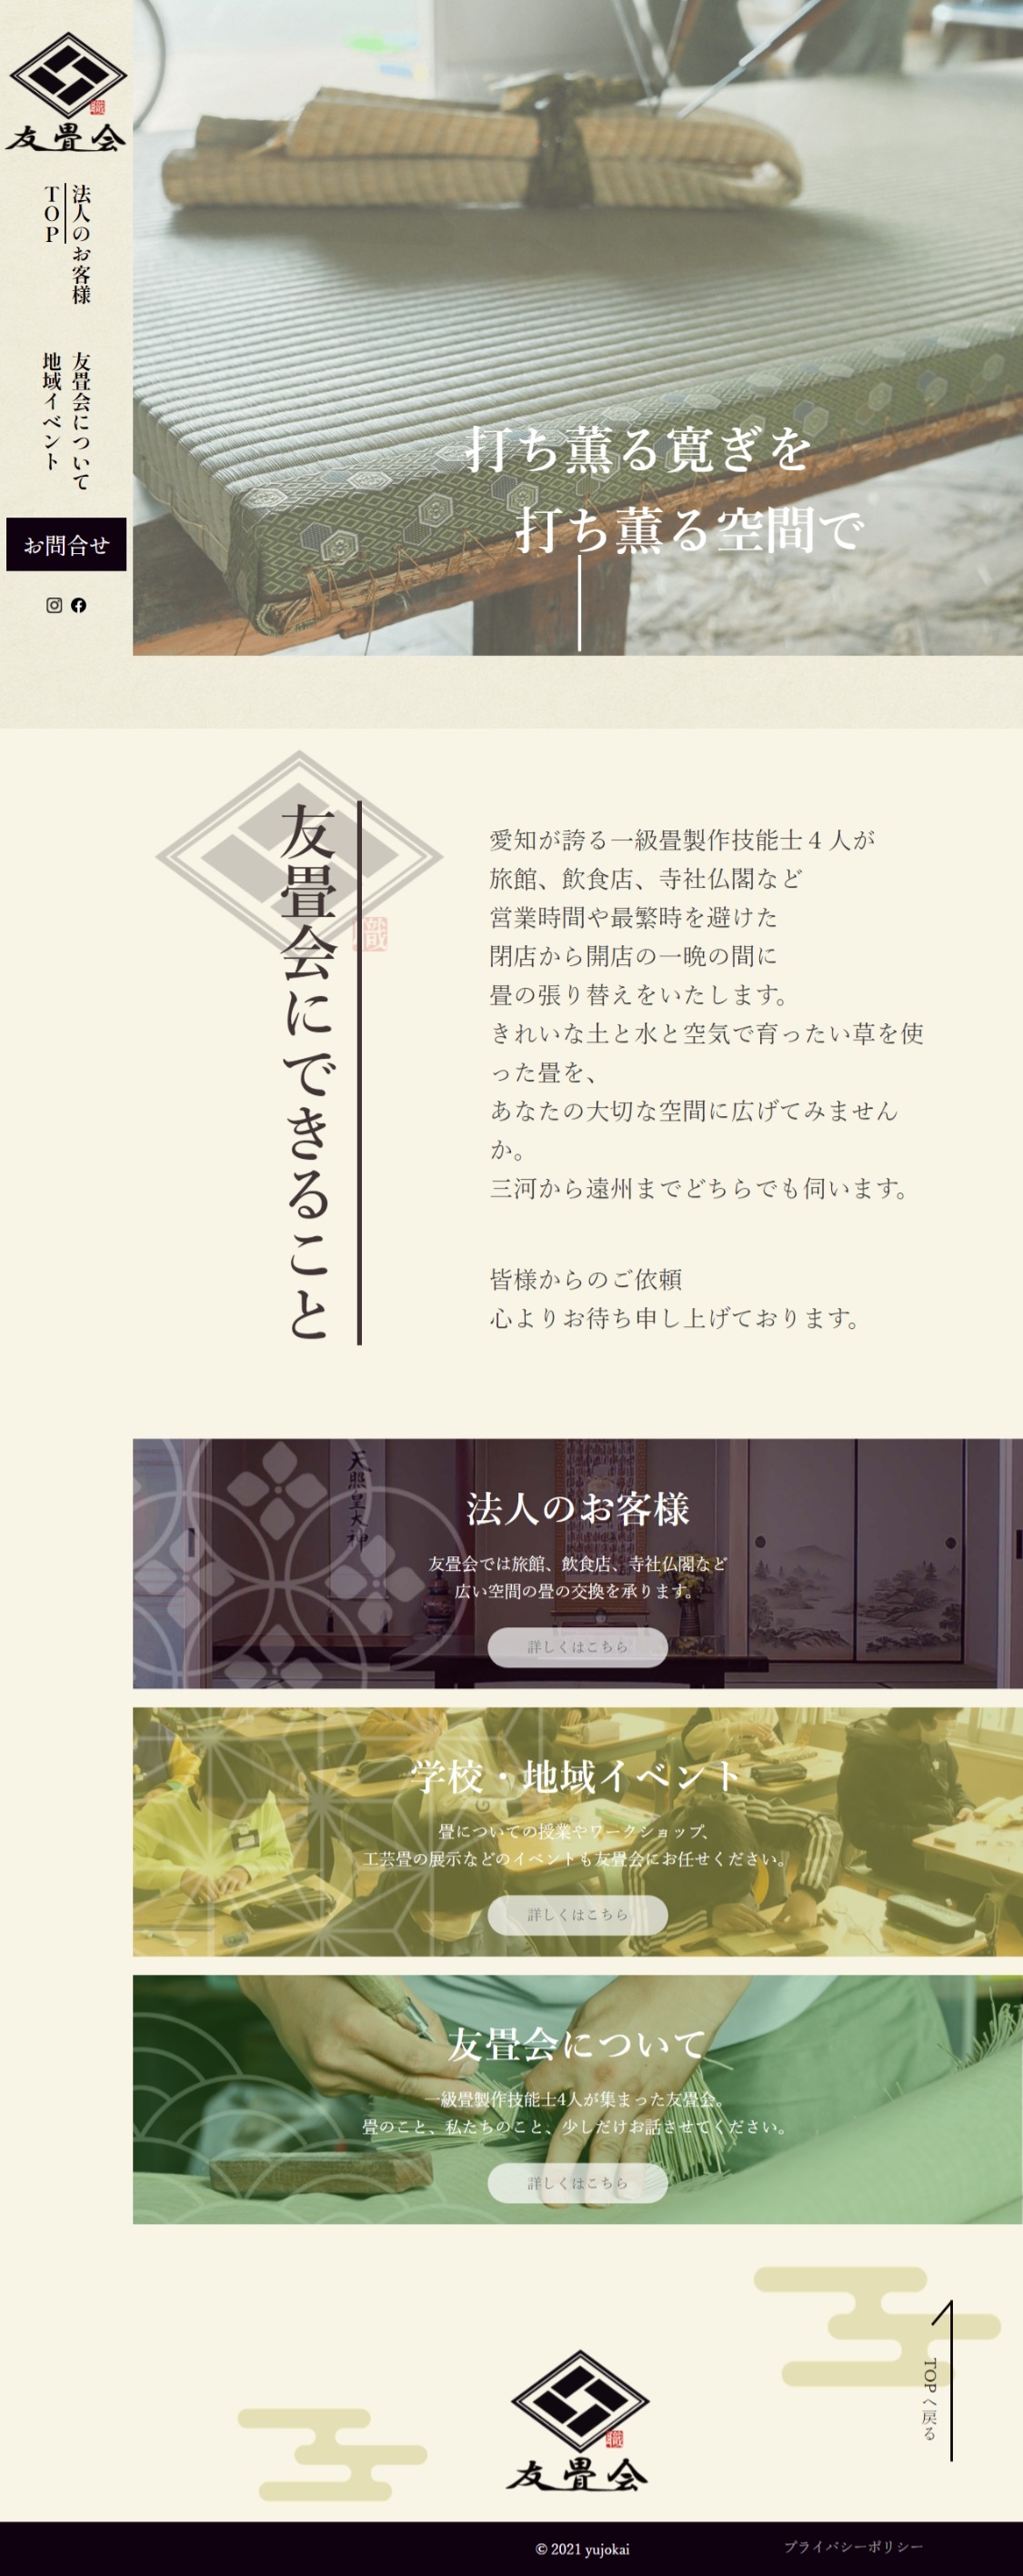 職
友畳会
法人のお客様
TOP
友畳会について
地域イベント
お問合せ
打ち薫る寛ぎを
打ち薫る空間で
職
友畳会にできること
愛知が誇る一級畳製作技能士４人が
旅館、飲食店、寺社仏閣など
営業時間や最繁時を避けた
閉店から開店の一晩の間に
畳の張り替えをいたします。
きれいな土と水と空気で育ったい草を使
った畳を、
あなたの大切な空間に広げてみません
か。
三河から遠州までどちらでも伺います。
皆様からのご依頼
心よりお待ち申し上げております。
天照皇大神
法人のお客様
友畳会では旅館、飲食店、寺社仏閣など
広い空間の畳の交換を承ります。
詳しくはこちら
学校・地域イベント
畳についての授業やワークショップ、
工芸畳の展示などのイベントも友畳会にお任せください。
詳しくはこちら
友畳会について
一級畳製作技能士4人が集まった友畳会。
畳のこと、私たちのこと、少しだけお話させてください。
詳しくはこちら
TOPへ戻る
職
友畳会
© 2021 yujokai
プライバシーポリシー